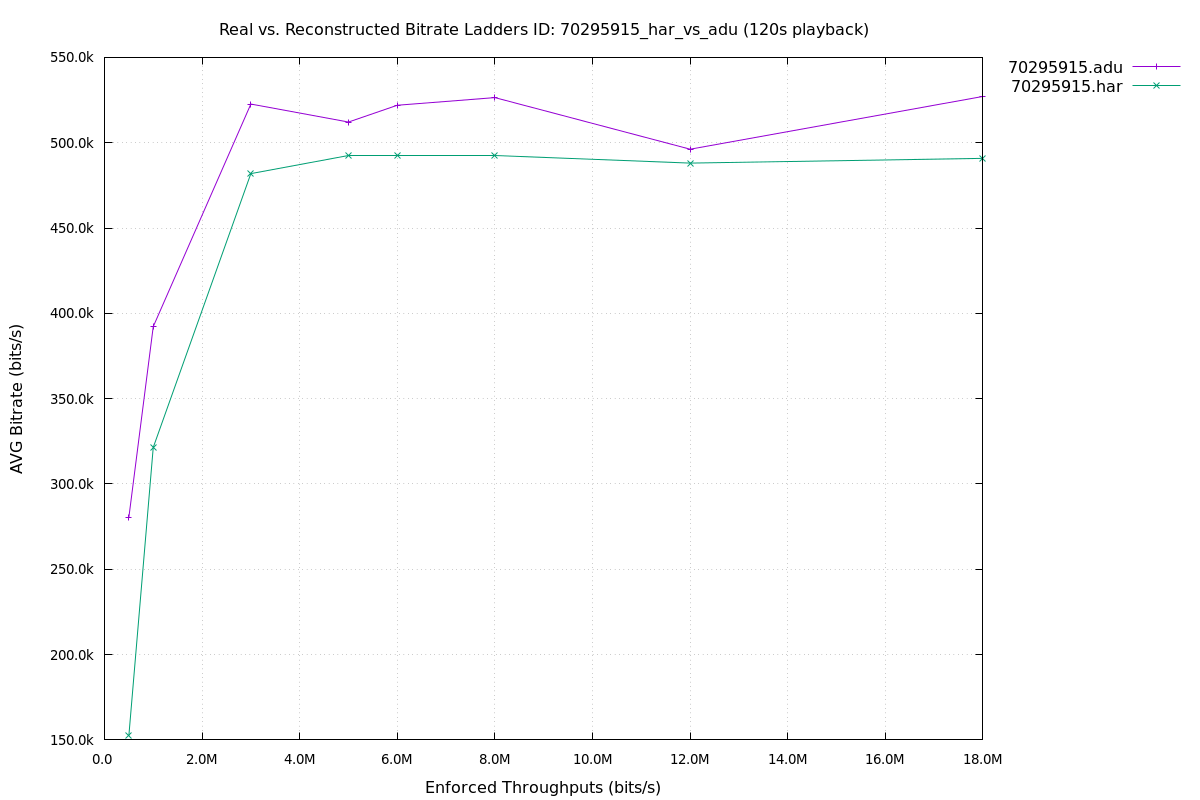 Real vs. Reconstructed Bitrate Ladders ID: 70295915_har_vs_adu (120s playback)
550.0k
500.0k
450.0k
400.0k
350.0k
300.0k
250.0k
200.0k
150.0k
AVG Bitrate (bits/s)
0.0 2.0M 4.0M 6.0M 8.0M 10.0M 12.0M 14.0M 16.0M 18.0M
Enforced Throughputs (bits/s)
70295915.adu
70295915.har